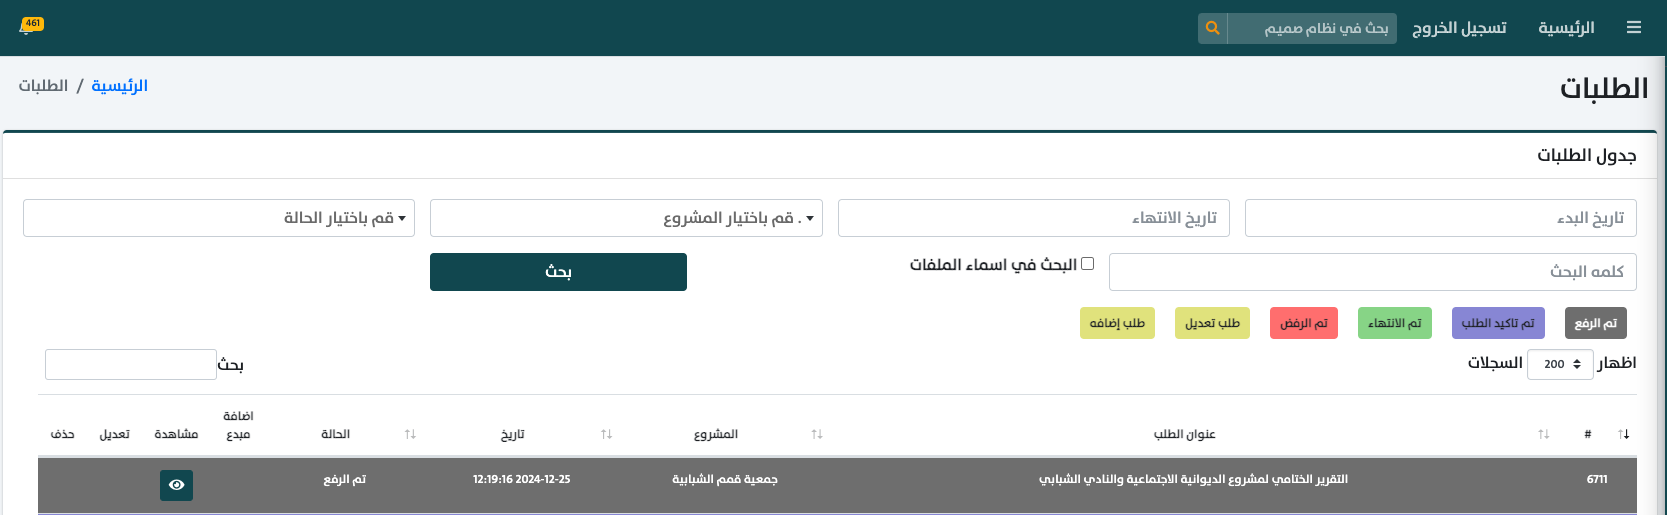 الرئيسية تسجيل الخروج بحث في نظام صميم 461
الطلبات
الرئيسية / الطلبات
جدول الطلبات
تاريخ البدء تاريخ الانتهاء . قم باختيار المشروع قم باختيار الحالة
كلمه البحث البحث في اسماء الملفات بحث
تم الرفع تم تاكيد الطلب تم الانتهاء تم الرفض طلب تعديل طلب إضافه
اظهار 200 السجلات بحث
# عنوان الطلب المشروع تاريخ الحالة اضافة مبدع مشاهدة تعديل حذف
6711 التقرير الختامي لمشروع الديوانية الاجتماعية والنادي الشبابي جمعية قمم الشبابية 2024-12-25 12:19:16 تم الرفع